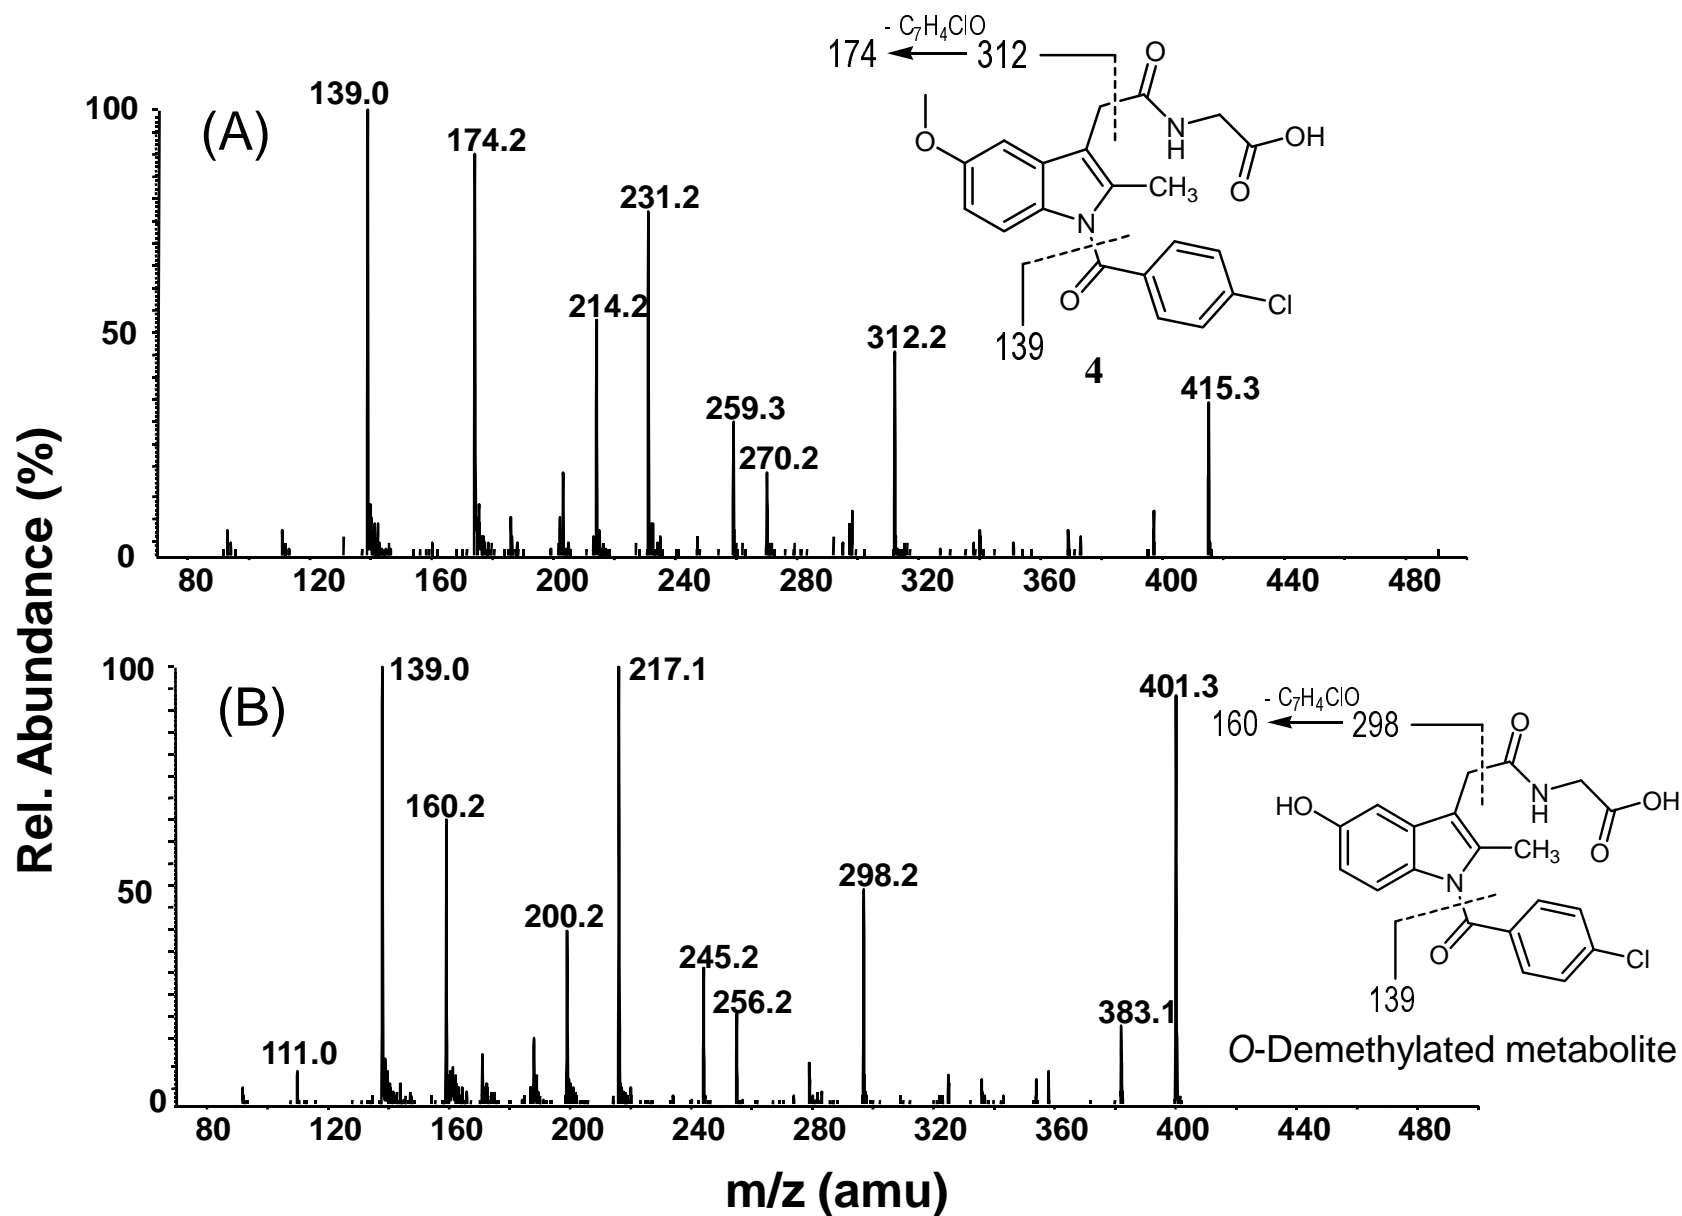 Rel. Abundance (%)
(A)
100
50
0
139.0
174.2
214.2
231.2
259.3
270.2
312.2
415.3
80 120 160 200 240 280 320 360 400 440 480
- C7H4ClO
174 312
O
O
N
H
OH
O
CH3
N
O
Cl
139
4
(B)
100
50
0
111.0
139.0
160.2
200.2
217.1
245.2
256.2
298.2
383.1
401.3
80 120 160 200 240 280 320 360 400 440 480
- C7H4ClO
160 298
O
HO
N
H
OH
O
CH3
N
O
Cl
139
O-Demethylated metabolite
m/z (amu)